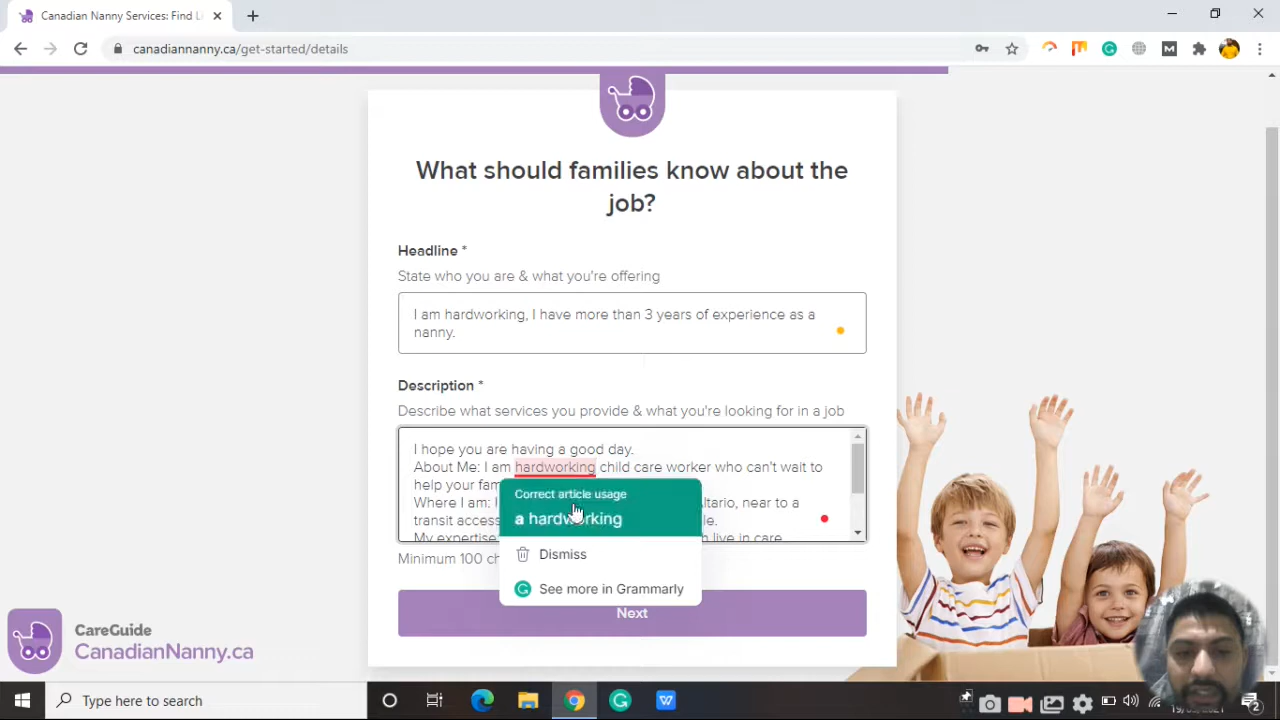 Canadian Nanny Services: Find Li
canadiannanny.ca/get-started/details
What should families know about the
job?
Headline *
State who you are & what you're offering
I am hardworking, I have more than 3 years of experience as a
nanny.
Description *
Describe what services you provide & what you're looking for in a job
I hope you are having a good day.
About Me: I am hardworking child care worker who can't wait to
help your fam
Where I am: I
Altario, near to a
transit access
le.
My expertise:
live in care
Correct article usage
a hardworking
Dismiss
See more in Grammarly
Minimum 100 ch
Next
CareGuide
CanadianNanny.ca
Type here to search